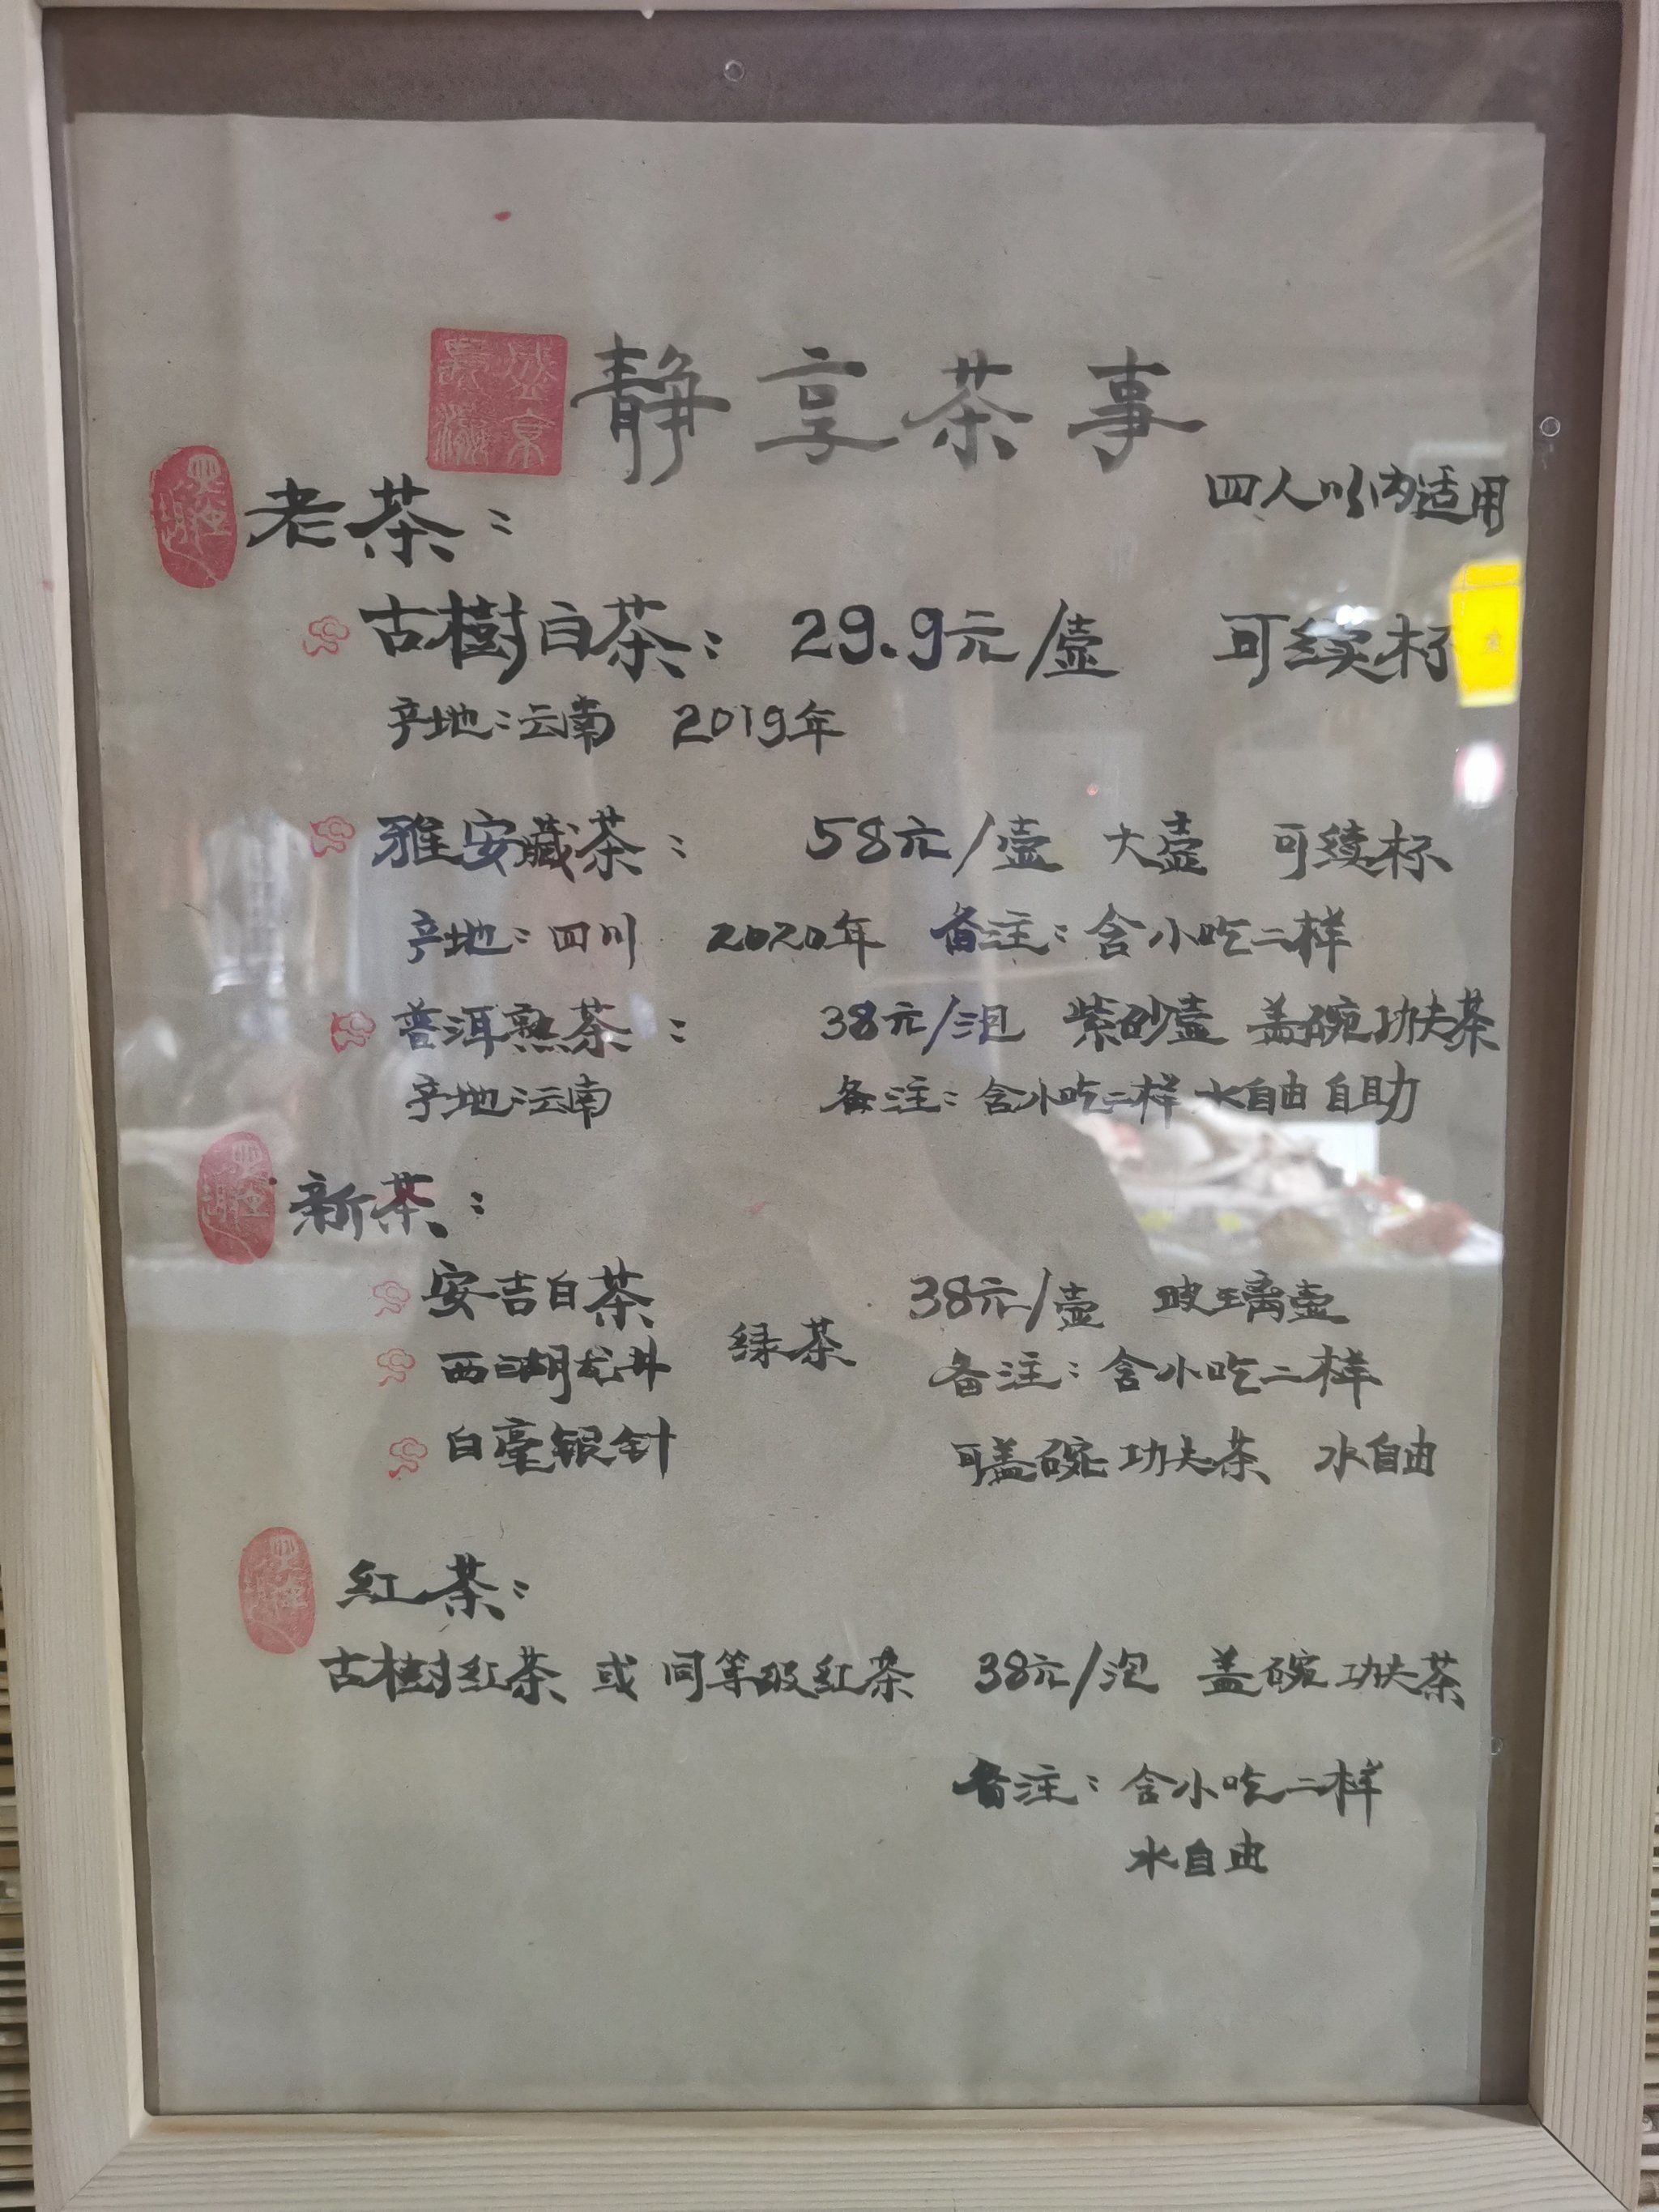 静享茶事
四人以内适用
老茶：
古樹白茶：29.9元/壶 可续杯
产地：云南 2019年
雅安藏茶：58元/壶 大壶 可续杯
产地：四川 2020年 备注：含小吃二样
普洱熟茶：38元/泡 紫砂壶 盖碗功夫茶
产地：云南 备注：含小吃二样 水自由 自助
新茶：
安吉白茶 38元/壶 玻璃壶
西湖龙井 绿茶 备注：含小吃二样
白毫银针 可盖碗 功夫茶 水自由
红茶：
古樹红茶 或 同等级红茶 38元/泡 盖碗 功夫茶
备注：含小吃二样
水自由